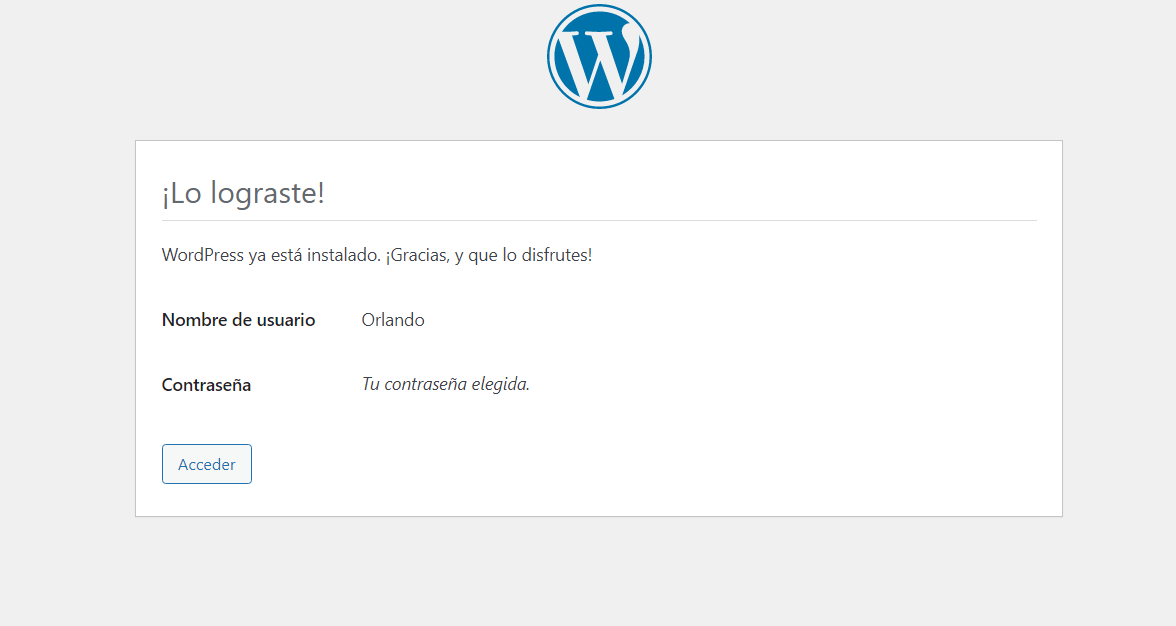 ¡Lo lograste!
WordPress ya está instalado. ¡Gracias, y que lo disfrutes!
Nombre de usuario Orlando
Contraseña Tu contraseña elegida.
Acceder